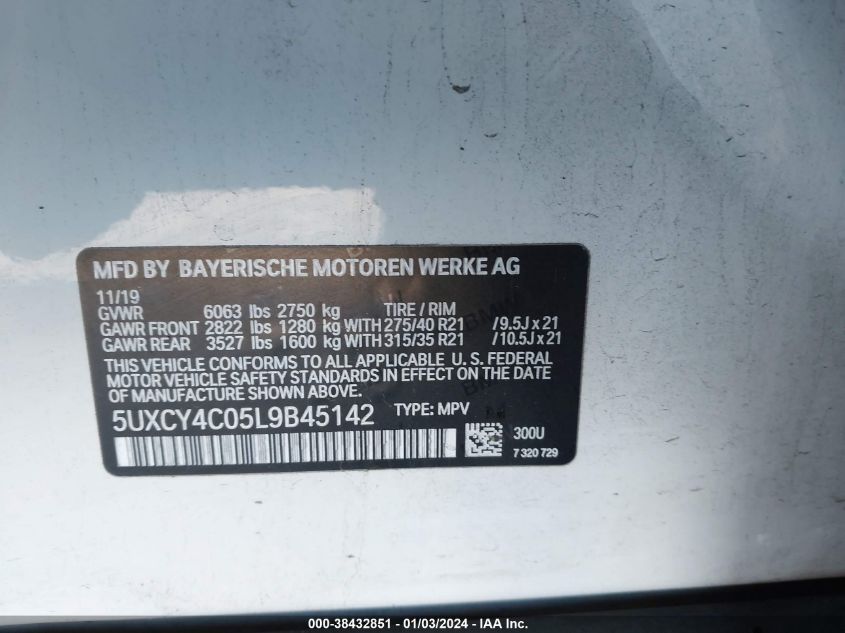 MFD BY BAYERISCHE MOTOREN WERKE AG
11/19
GVWR 6063 lbs 2750 kg TIRE / RIM
GAWR FRONT 2822 lbs 1280 kg WITH 275/40 R21 /9.5J x 21
GAWR REAR 3527 lbs 1600 kg WITH 315/35 R21 /10.5J x 21
THIS VEHICLE CONFORMS TO ALL APPLICABLE U. S. FEDERAL
MOTOR VEHICLE SAFETY STANDARDS IN EFFECT ON THE DATE
OF MANUFACTURE SHOWN ABOVE.
5UXCY4C05L9B45142 TYPE: MPV
300U
7 320 729
000-38432851 - 01/03/2024 - IAA Inc.